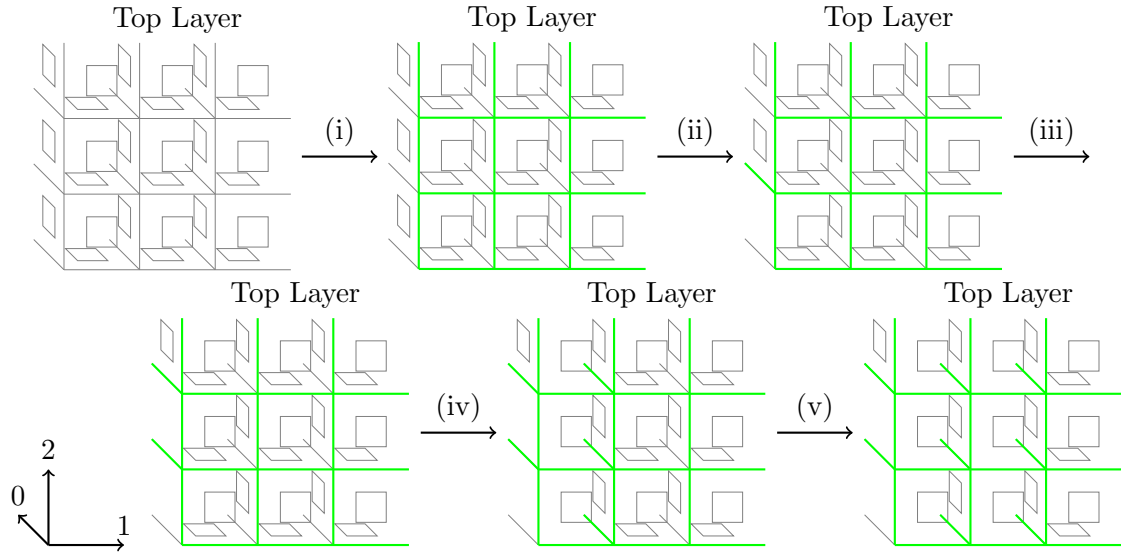 Top Layer
Top Layer
Top Layer
(i)
(ii)
(iii)
Top Layer
Top Layer
Top Layer
(iv)
(v)
2
0
1